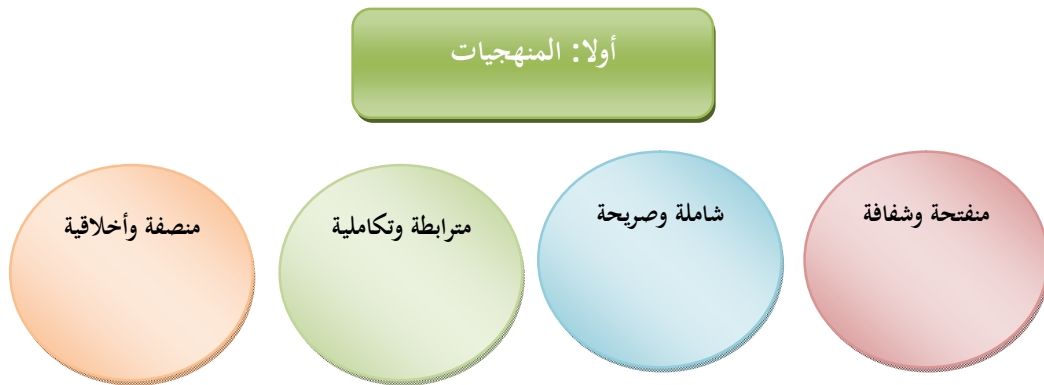 أولا: المنهجيات
منفتحة وشفافة
شاملة وصريحة
مترابطة وتكاملية
منصفة وأخلاقية